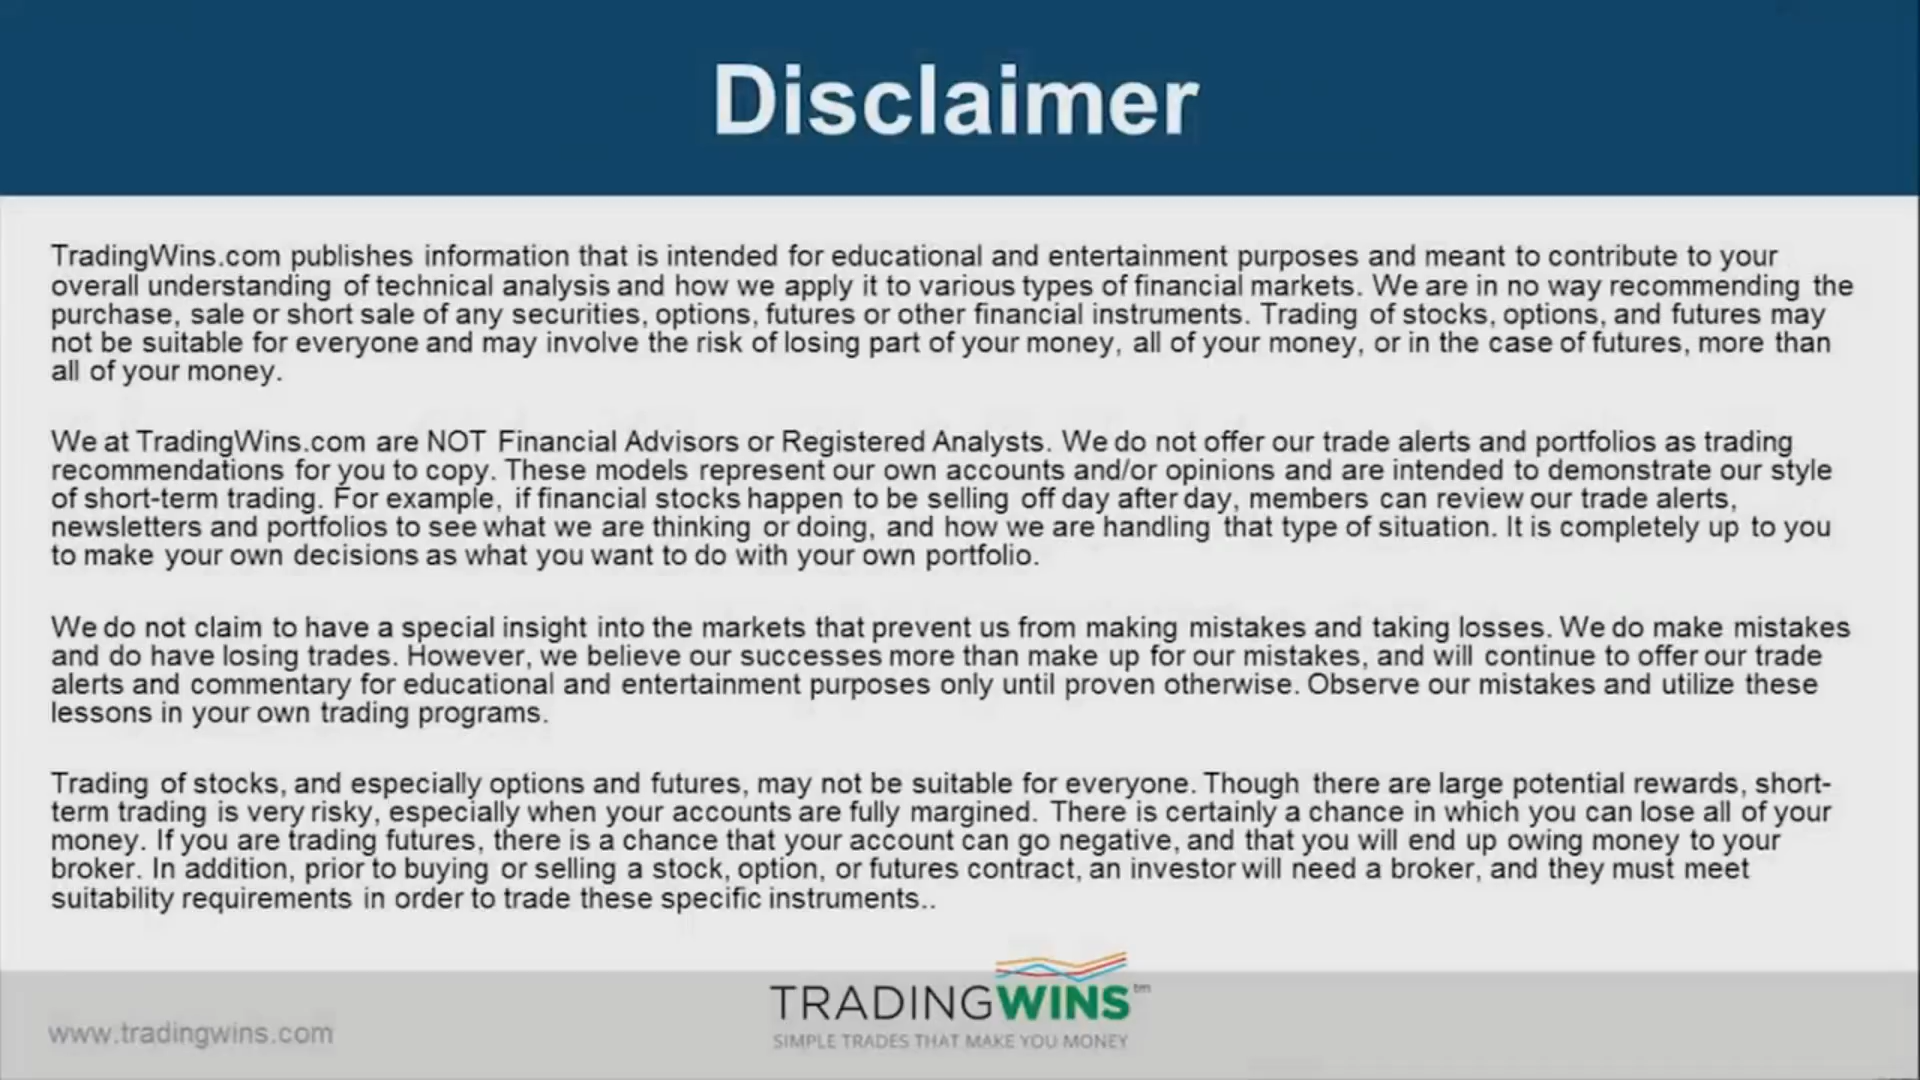 Disclaimer
TradingWins.com publishes information that is intended for educational and entertainment purposes and meant to contribute to your
overall understanding of technical analysis and how we apply it to various types of financial markets. We are in no way recommending the
purchase, sale or short sale of any securities, options, futures or other financial instruments. Trading of stocks, options, and futures may
not be suitable for everyone and may involve the risk of losing part of your money, all of your money, or in the case of futures, more than
all of your money.
We at TradingWins.com are NOT Financial Advisors or Registered Analysts. We do not offer our trade alerts and portfolios as trading
recommendations for you to copy. These models represent our own accounts and/or opinions and are intended to demonstrate our style
of short-term trading. For example, if financial stocks happen to be selling off day after day, members can review our trade alerts,
newsletters and portfolios to see what we are thinking or doing, and how we are handling that type of situation. It is completely up to you
to make your own decisions as what you want to do with your own portfolio.
We do not claim to have a special insight into the markets that prevent us from making mistakes and taking losses. We do make mistakes
and do have losing trades. However, we believe our successes more than make up for our mistakes, and will continue to offer our trade
alerts and commentary for educational and entertainment purposes only until proven otherwise. Observe our mistakes and utilize these
lessons in your own trading programs.
Trading of stocks, and especially options and futures, may not be suitable for everyone. Though there are large potential rewards, short-
term trading is very risky, especially when your accounts are fully margined. There is certainly a chance in which you can lose all of your
money. If you are trading futures, there is a chance that your account can go negative, and that you will end up owing money to your
broker. In addition, prior to buying or selling a stock, option, or futures contract, an investor will need a broker, and they must meet
suitability requirements in order to trade these specific instruments..
www.tradingwins.com
TRADINGWINS tm
SIMPLE TRADES THAT MAKE YOU MONEY